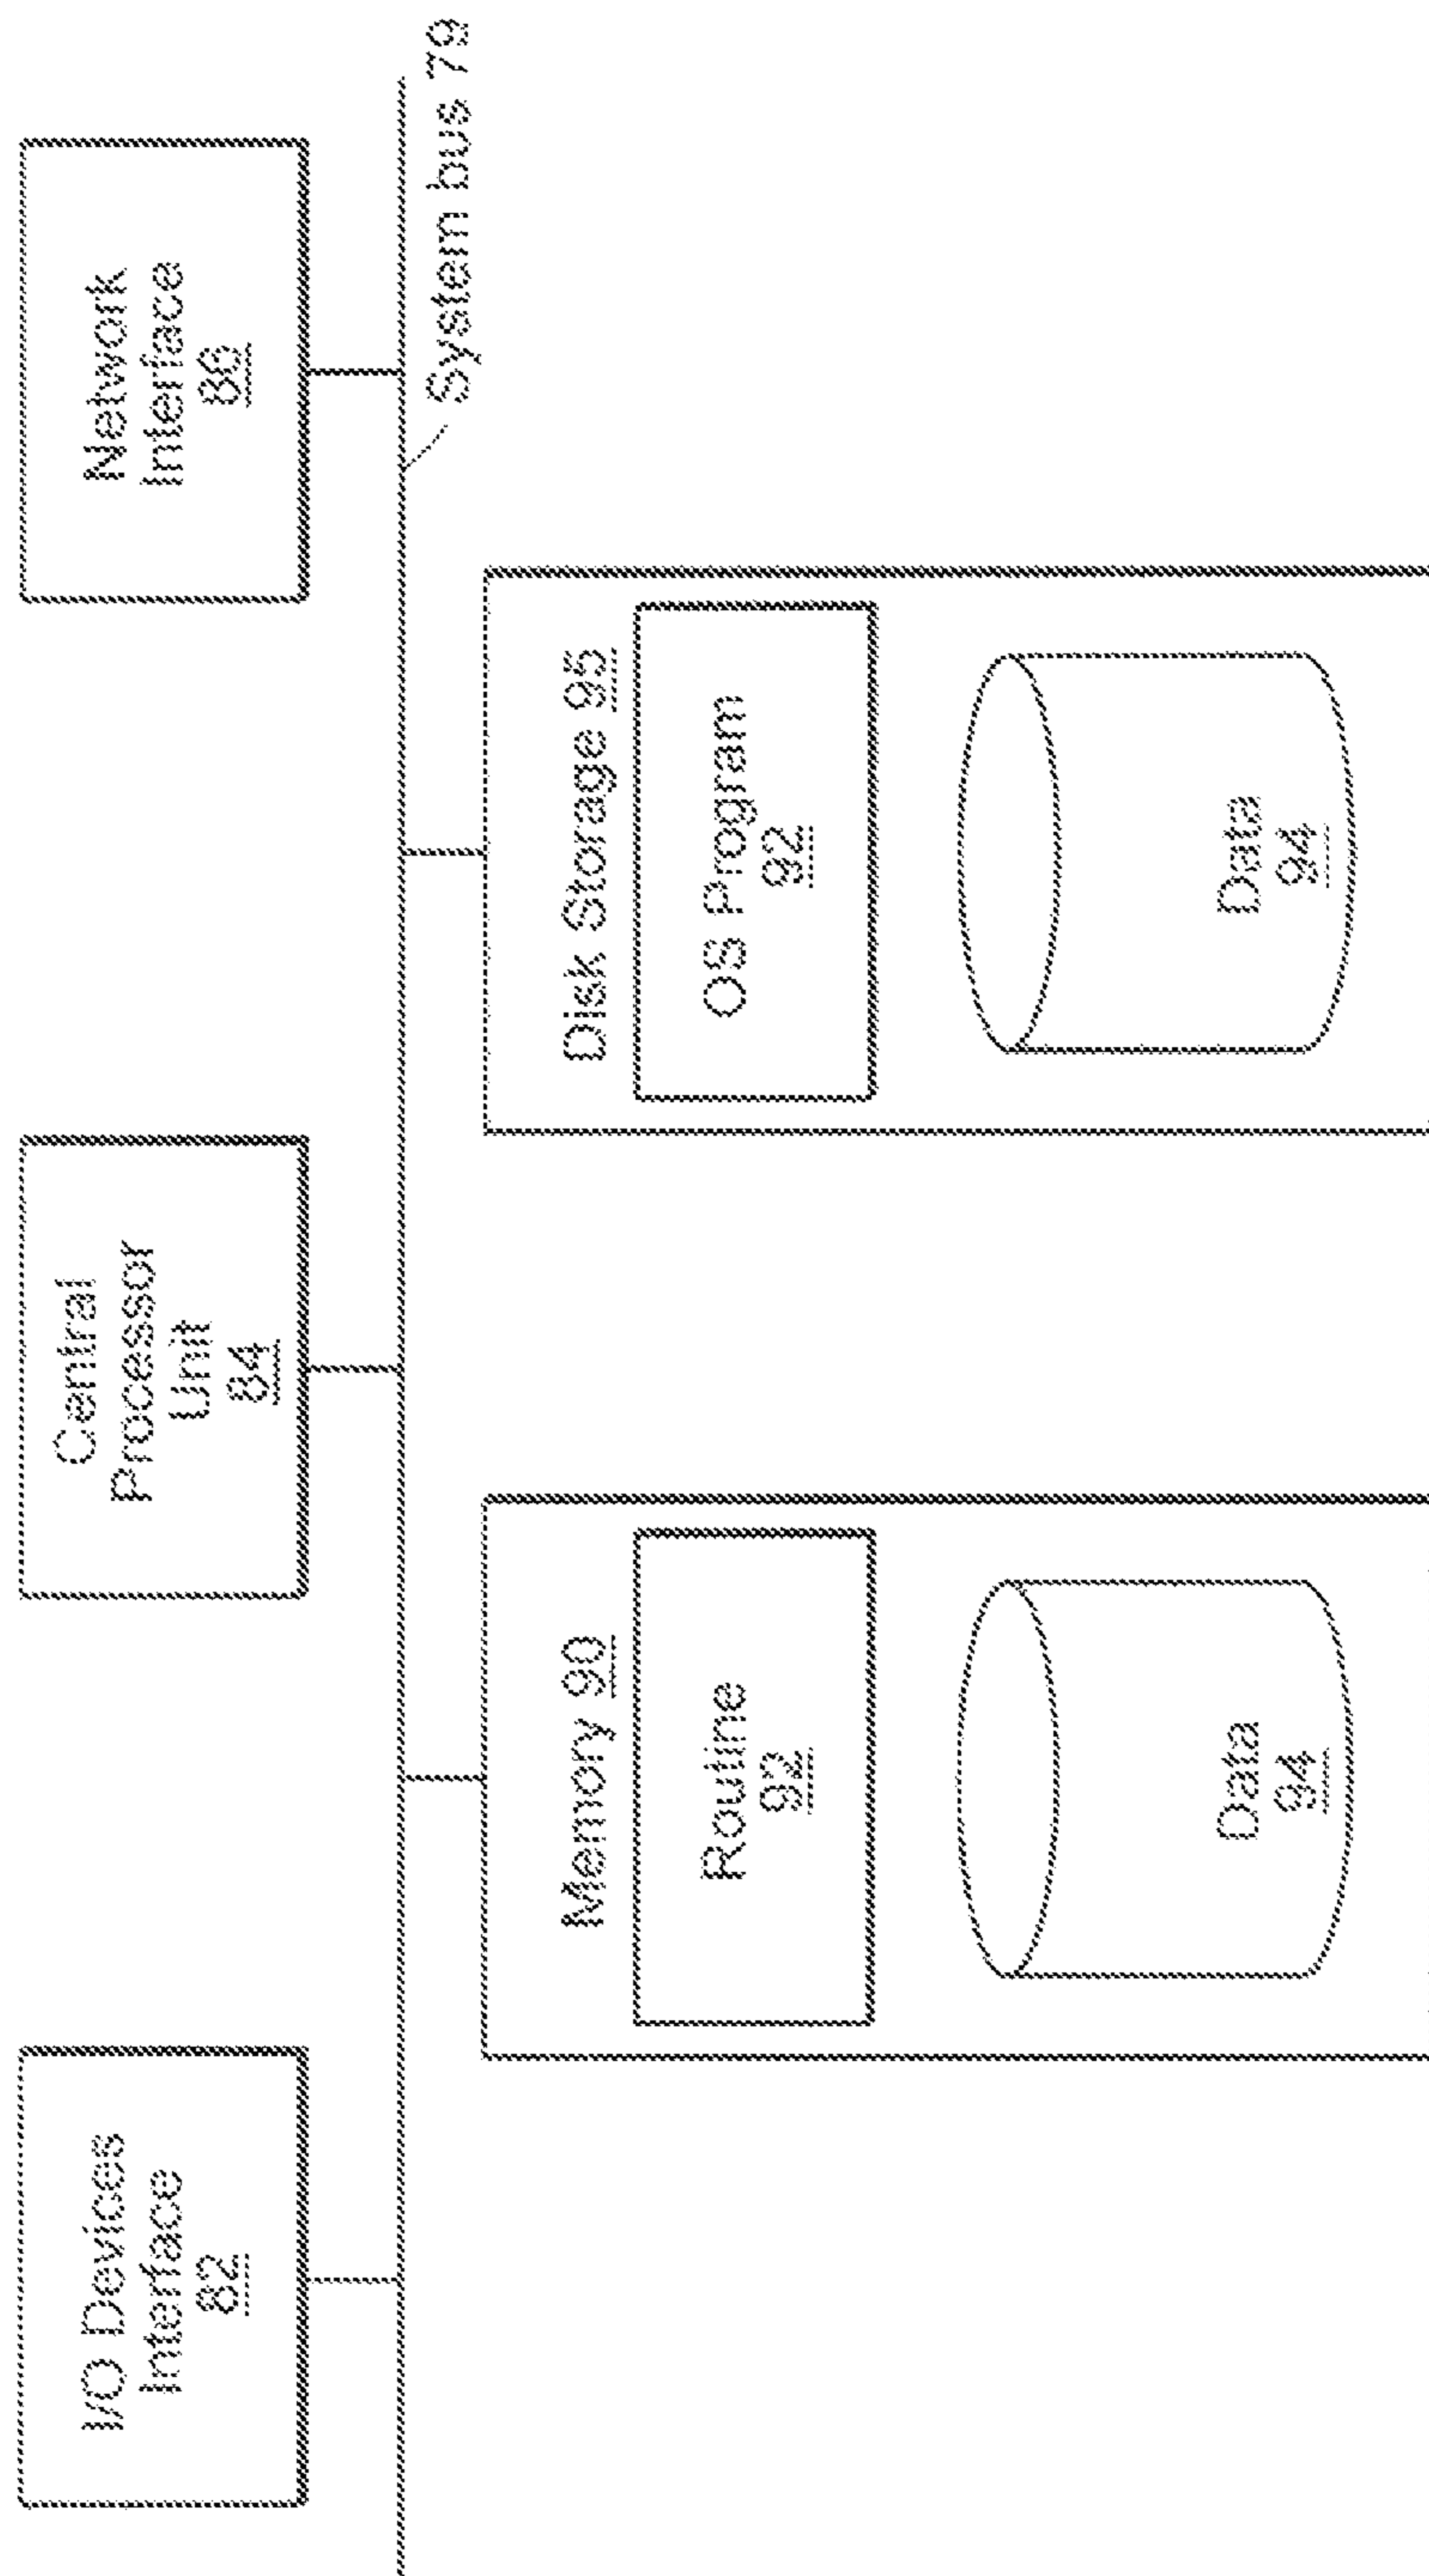 I/O Devices
Interface
82
Central
Processor
Unit
84
Network
Interface
86
System bus 79
Memory 90
Routine
92
Data
94
Disk Storage 95
OS Program
92
Data
94